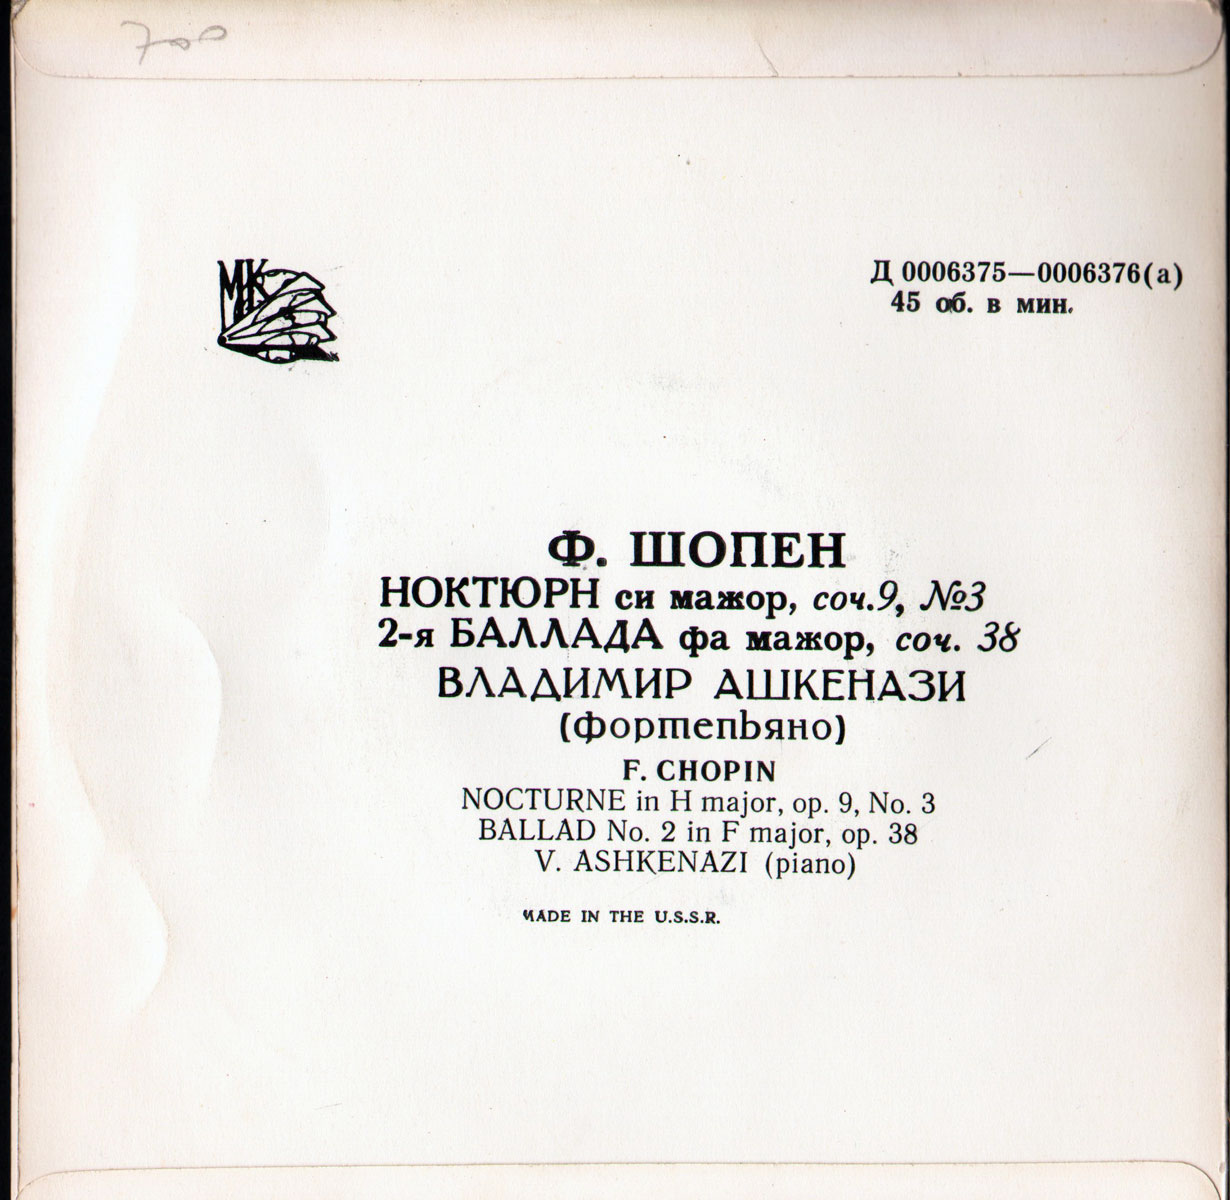 700
МК
Д 0006375—0006376(а)
45 об. в мин.
Ф. ШОПЕН
НОКТЮРН си мажор, соч.9, №3
2-я БАЛЛАДА фа мажор, соч. 38
ВЛАДИМИР АШКЕНАЗИ
(фортепьяно)
F. CHOPIN
NOCTURNE in H major, op. 9, No. 3
BALLAD No. 2 in F major, op. 38
V. ASHKENAZI (piano)
MADE IN THE U.S.S.R.